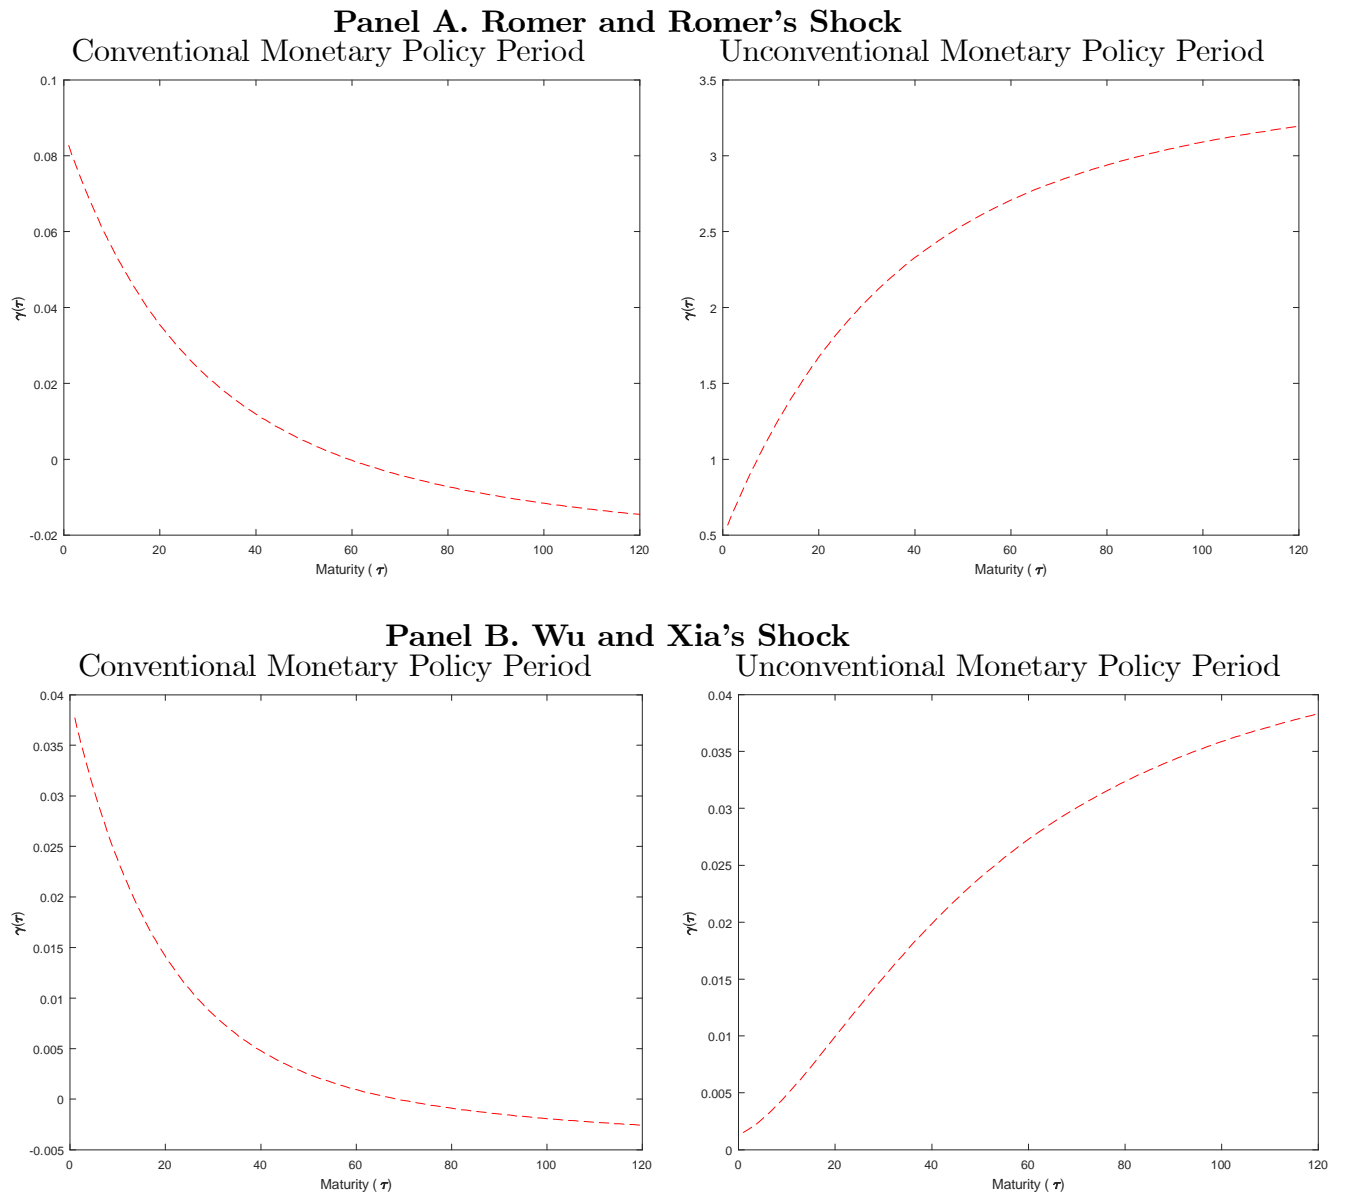 Panel A. Romer and Romer's Shock
Conventional Monetary Policy Period
Unconventional Monetary Policy Period
0.1
0.08
0.06
0.04
0.02
0
-0.02
γ(τ)
0 20 40 60 80 100 120
Maturity ( τ)
3.5
3
2.5
2
1.5
1
0.5
γ(τ)
0 20 40 60 80 100 120
Maturity ( τ)
Panel B. Wu and Xia's Shock
Conventional Monetary Policy Period
Unconventional Monetary Policy Period
0.04
0.035
0.03
0.025
0.02
0.015
0.01
0.005
0
-0.005
γ(τ)
0 20 40 60 80 100 120
Maturity ( τ)
0.04
0.035
0.03
0.025
0.02
0.015
0.01
0.005
0
γ(τ)
0 20 40 60 80 100 120
Maturity ( τ)